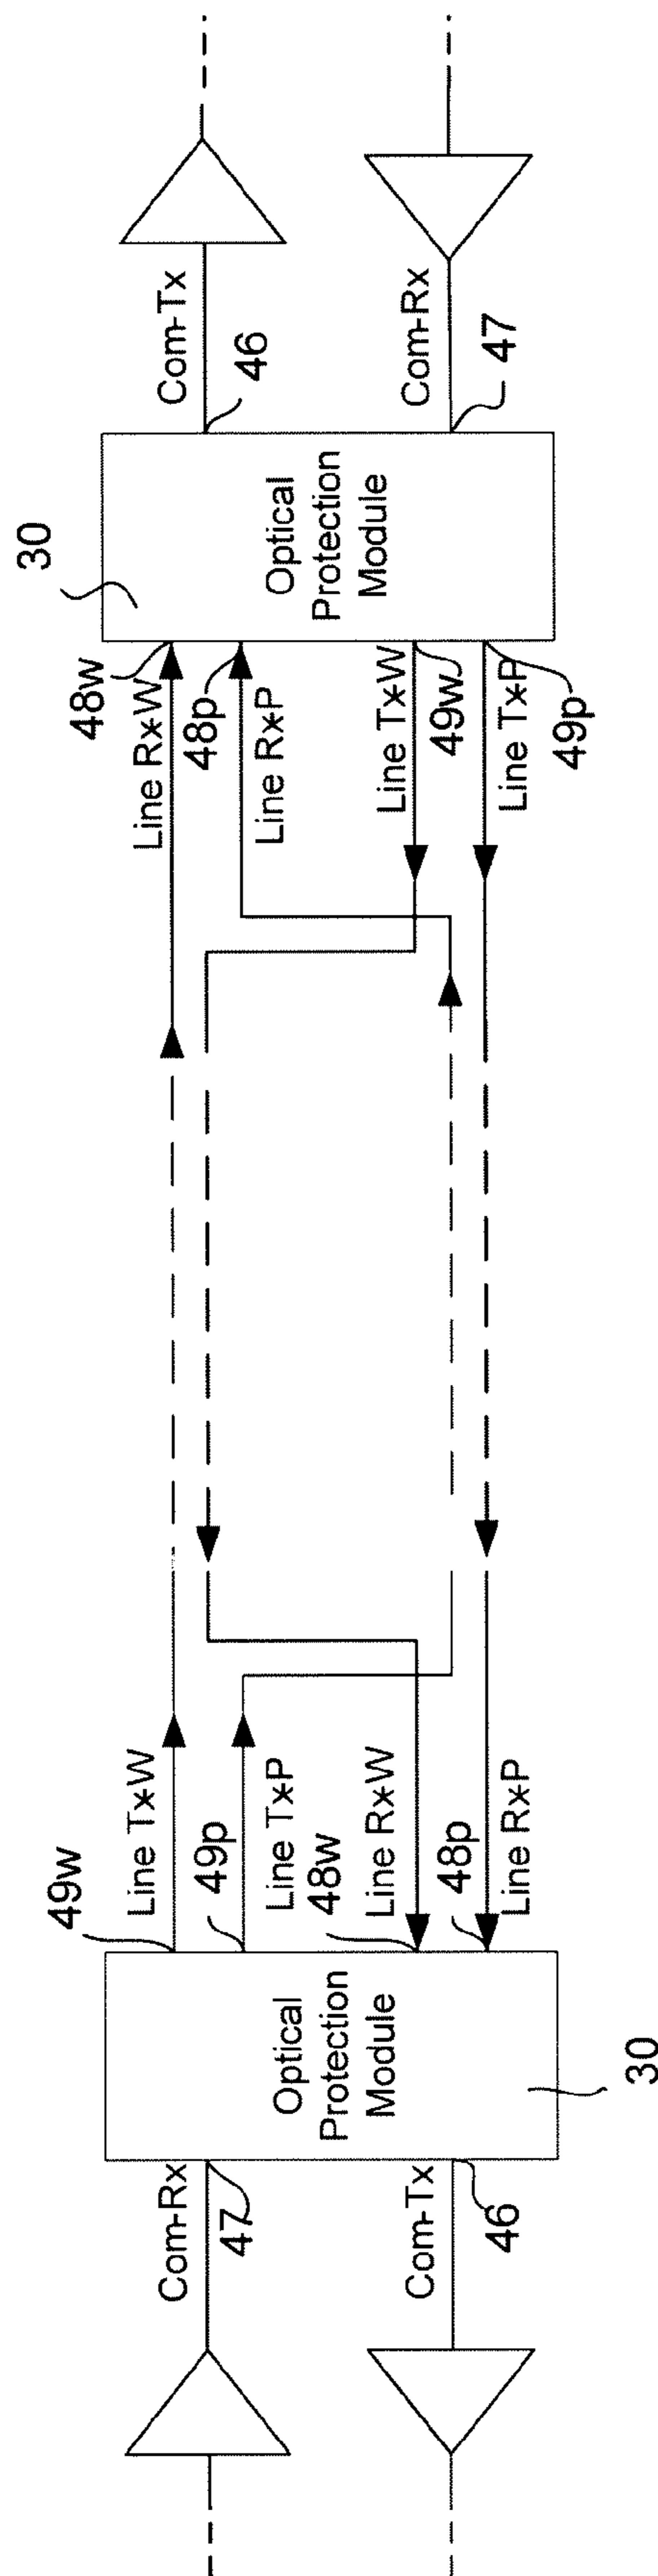 Com-Rx
47
Com-Tx
46
Optical
Protection
Module
30
49w
Line Tx-W
49p
Line Tx-P
48w
Line Rx-W
48p
Line Rx-P
48w
Line Rx-W
48p
Line Rx-P
Line Tx-W
49w
Line Tx-P
49p
30
Optical
Protection
Module
Com-Tx
46
Com-Rx
47